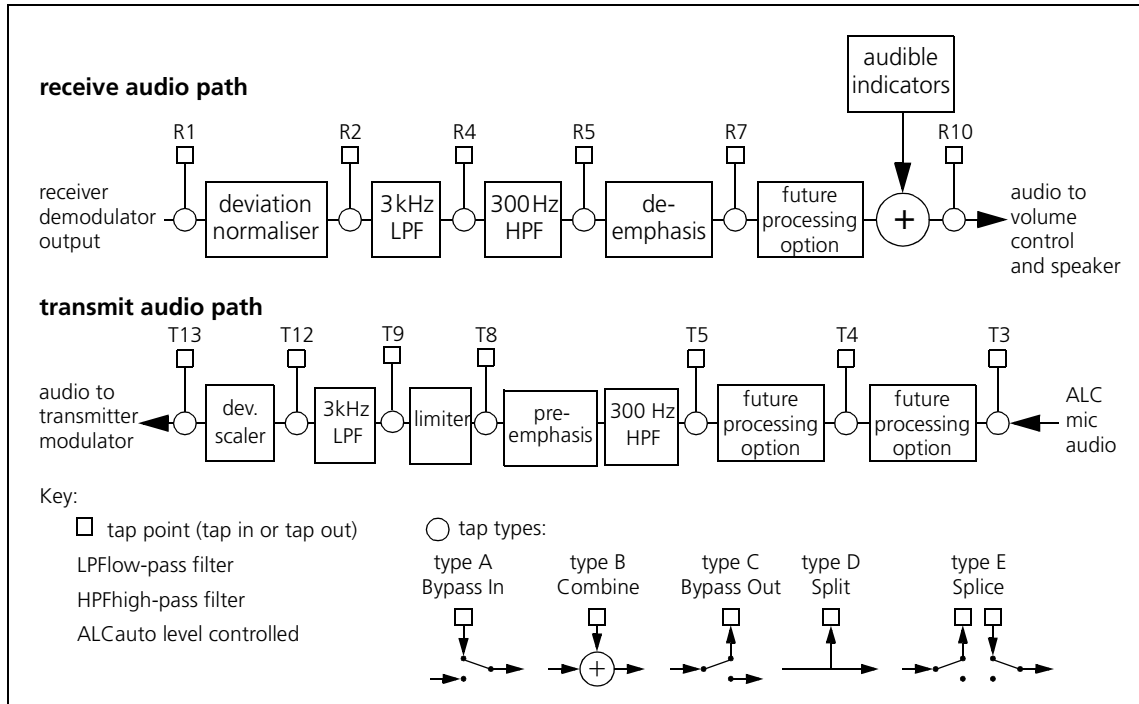 receive audio path
audible
indicators
R1
R2
R4
R5
R7
R10
receiver
demodulator
output
deviation
normaliser
3kHz
LPF
300Hz
HPF
de-
emphasis
future
processing
option
+
audio to
volume
control
and speaker
transmit audio path
T13
T12
T9
T8
T5
T4
T3
audio to
transmitter
modulator
dev.
scaler
3kHz
LPF
limiter
pre-
emphasis
300 Hz
HPF
future
processing
option
future
processing
option
ALC
mic
audio
Key:
tap point (tap in or tap out)
LPFlow-pass filter
HPFhigh-pass filter
ALCauto level controlled
tap types:
type A
Bypass In
type B
Combine
type C
Bypass Out
type D
Split
type E
Splice
+